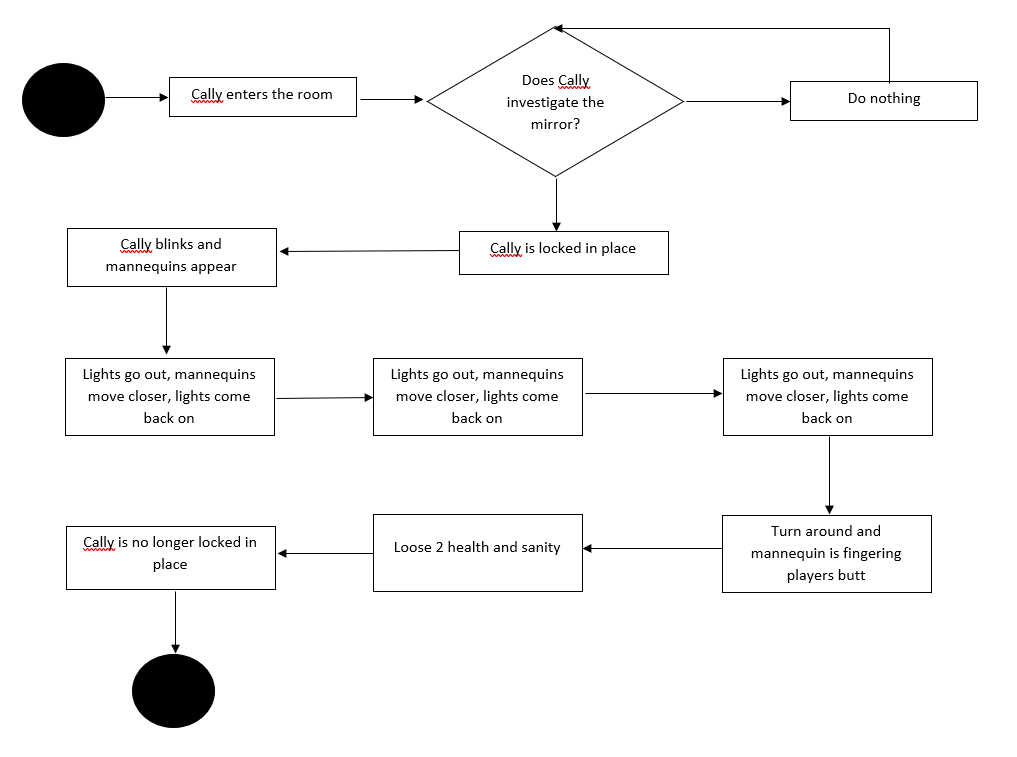 Cally enters the room
Does Cally
investigate the
mirror?
Do nothing
Cally is locked in place
Cally blinks and
mannequins appear
Lights go out, mannequins
move closer, lights come
back on
Lights go out, mannequins
move closer, lights come
back on
Lights go out, mannequins
move closer, lights come
back on
Turn around and
mannequin is fingering
players butt
Loose 2 health and sanity
Cally is no longer locked in
place